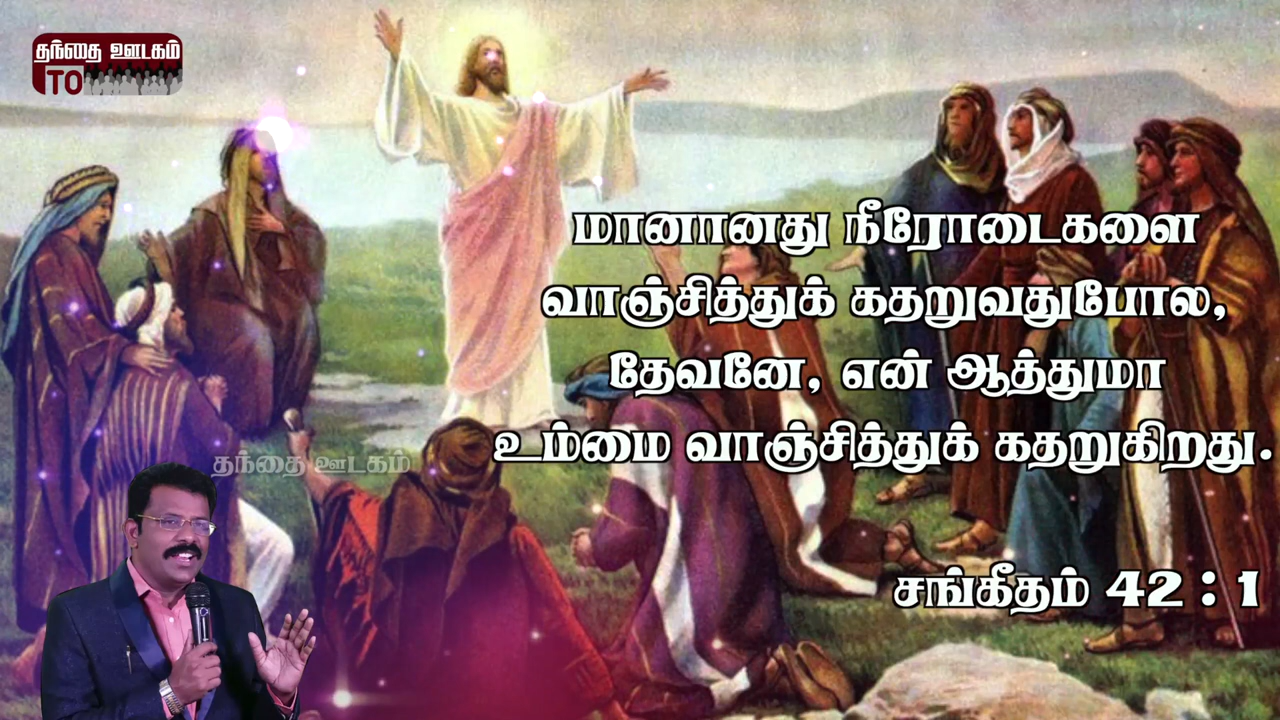 தந்தை ஊடகம்
TO
மானானது நீரோடைகளை
வாஞ்சித்துக் கதறுவதுபோல,
தேவனே, என் ஆத்துமா
உம்மை வாஞ்சித்துக் கதறுகிறது.
தந்தை ஊடகம்
சங்கீதம் 42 : 1